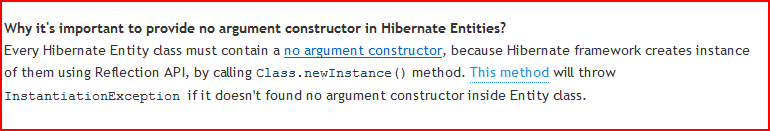 Why it's important to provide no argument constructor in Hibernate Entities?
Every Hibernate Entity class must contain a no argument constructor, because Hibernate framework creates instance
of them using Reflection API, by calling Class.newInstance() method. This method will throw
InstantiationException if it doesn't found no argument constructor inside Entity class.